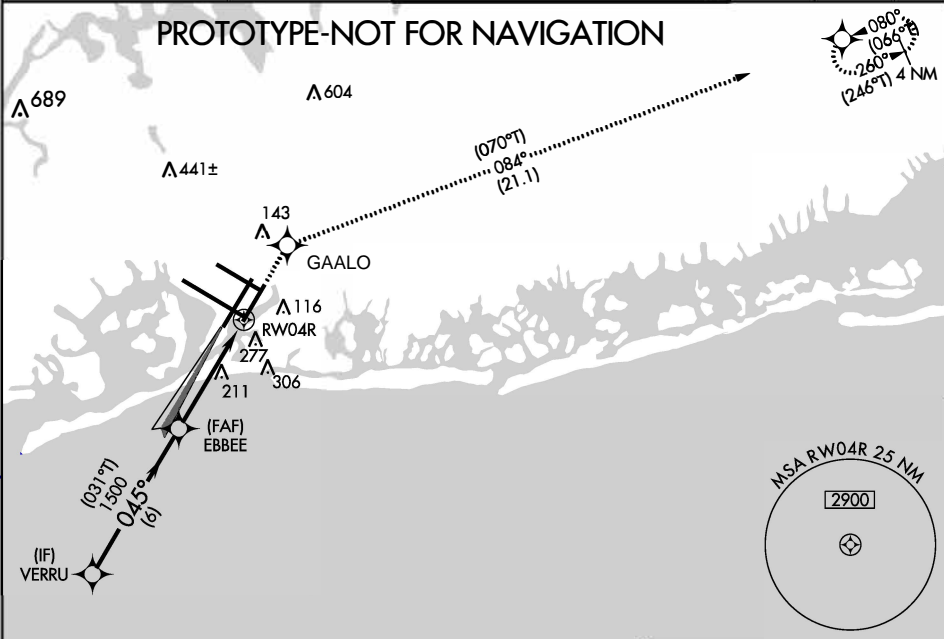 PROTOTYPE-NOT FOR NAVIGATION
080°
(066°T)
260°
(246°T)
4 NM
689
604
441±
(070°T)
084°
(21.1)
143
GAALO
116
RW04R
277
306
211
(FAF)
EBBEE
(031°T)
1500
045°
(6)
(IF)
VERRU
MSA RW04R 25 NM
2900